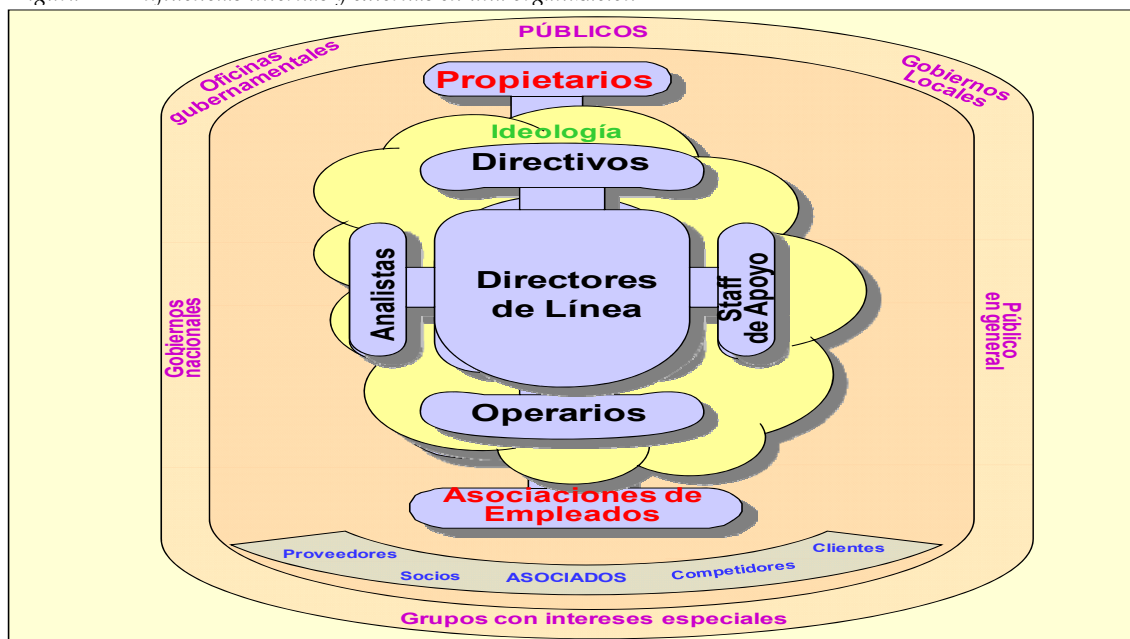 PÚBLICOS
Oficinas
gubernamentales
Gobiernos
Locales
Propietarios
Ideología
Directivos
Analistas
Directores
de Línea
Staff
de Apoyo
Gobiernos
nacionales
Público
en general
Operarios
Asociaciones de
Empleados
Proveedores
Socios
ASOCIADOS
Competidores
Clientes
Grupos con intereses especiales